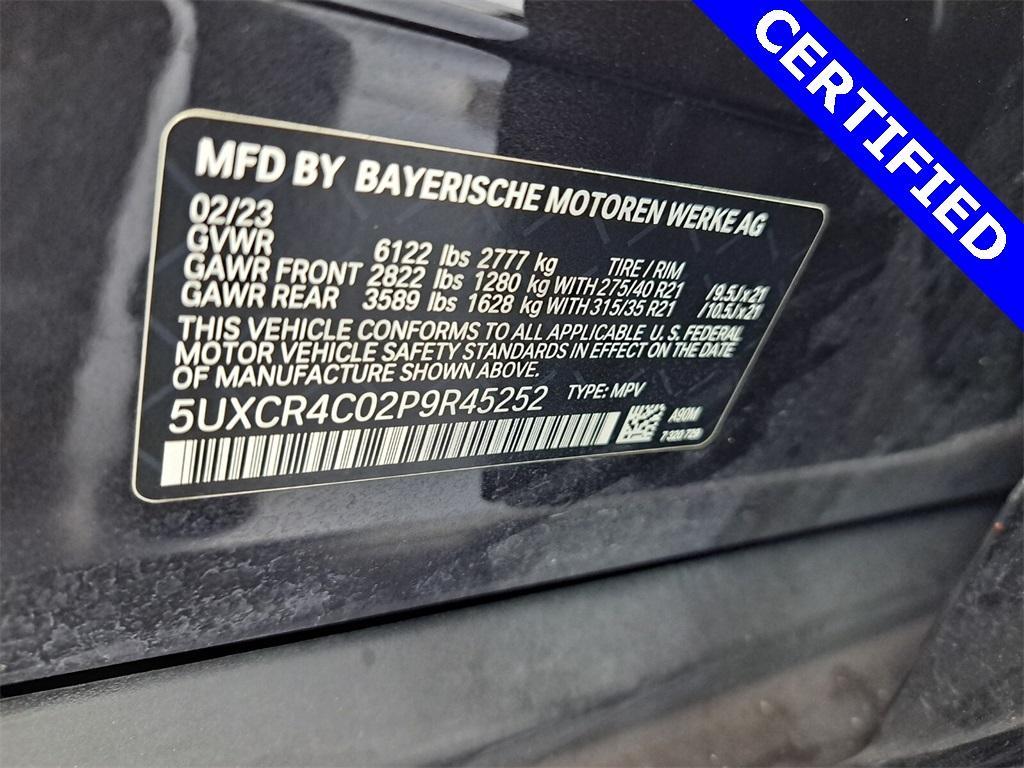 CERTIFIED
MFD BY BAYERISCHE MOTOREN WERKE AG
02/23
GVWR 6122 lbs 2777 kg TIRE / RIM
GAWR FRONT 2822 lbs 1280 kg WITH 275/40 R21 /9.5Jx21
GAWR REAR 3589 lbs 1628 kg WITH 315/35 R21 /10.5Jx21
THIS VEHICLE CONFORMS TO ALL APPLICABLE U.S. FEDERAL
MOTOR VEHICLE SAFETY STANDARDS IN EFFECT ON THE DATE
OF MANUFACTURE SHOWN ABOVE.
5UXCR4C02P9R45252 TYPE: MPV
A90M